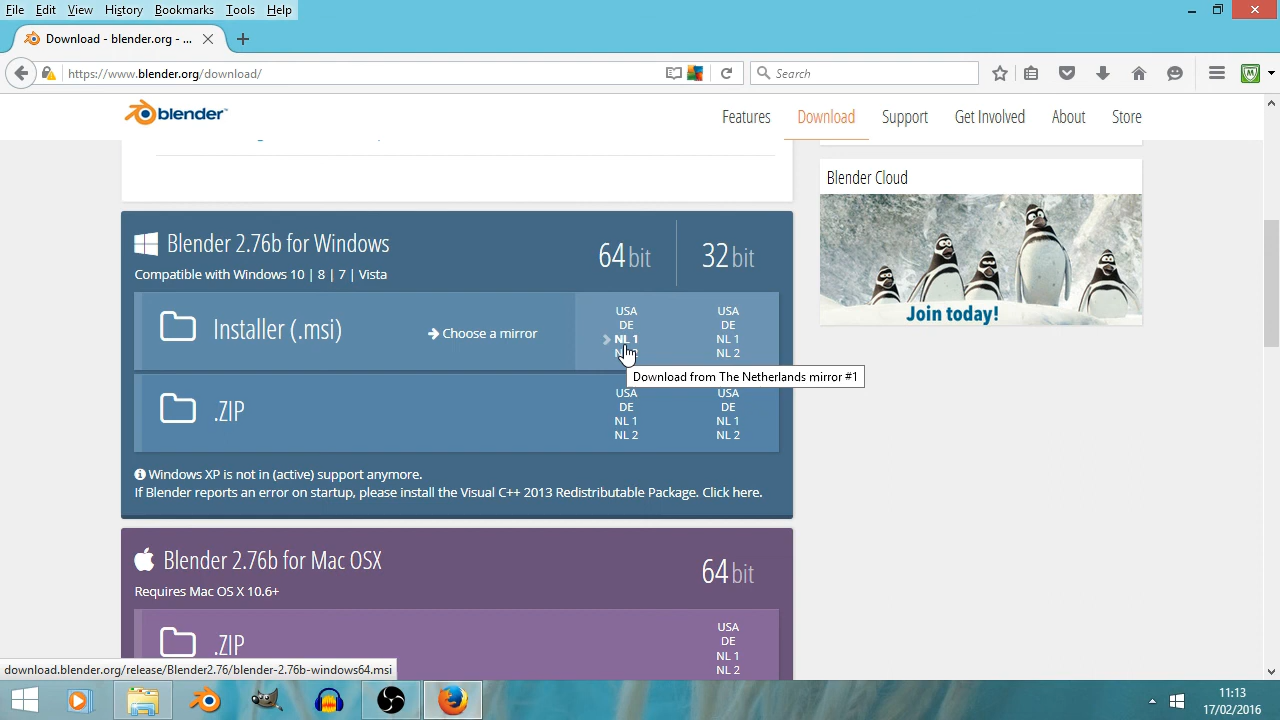 File Edit View History Bookmarks Tools Help
Download - blender.org - ...
https://www.blender.org/download/
Search
blender™
Features Download Support Get Involved About Store
Blender Cloud
Join today!
Blender 2.76b for Windows
64 bit 32 bit
Compatible with Windows 10 | 8 | 7 | Vista
Installer (.msi)
Choose a mirror
USA USA
DE DE
NL 1 NL 1
NL 2
Download from The Netherlands mirror #1
.ZIP
USA USA
DE DE
NL 1 NL 1
NL 2 NL 2
Windows XP is not in (active) support anymore.
If Blender reports an error on startup, please install the Visual C++ 2013 Redistributable Package. Click here.
Blender 2.76b for Mac OSX
64 bit
Requires Mac OS X 10.6+
.ZIP
USA
DE
NL 1
NL 2
download.blender.org/release/Blender2.76/blender-2.76b-windows64.msi
11:13
17/02/2016